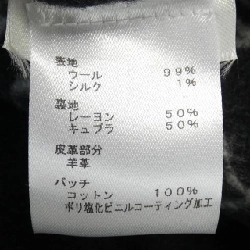 表地
ウール 99%
シルク 1%
裏地
レーヨン 50%
キュプラ 50%
皮革部分
羊革
パッチ
コットン 100%
ポリ塩化ビニルコーティング加工